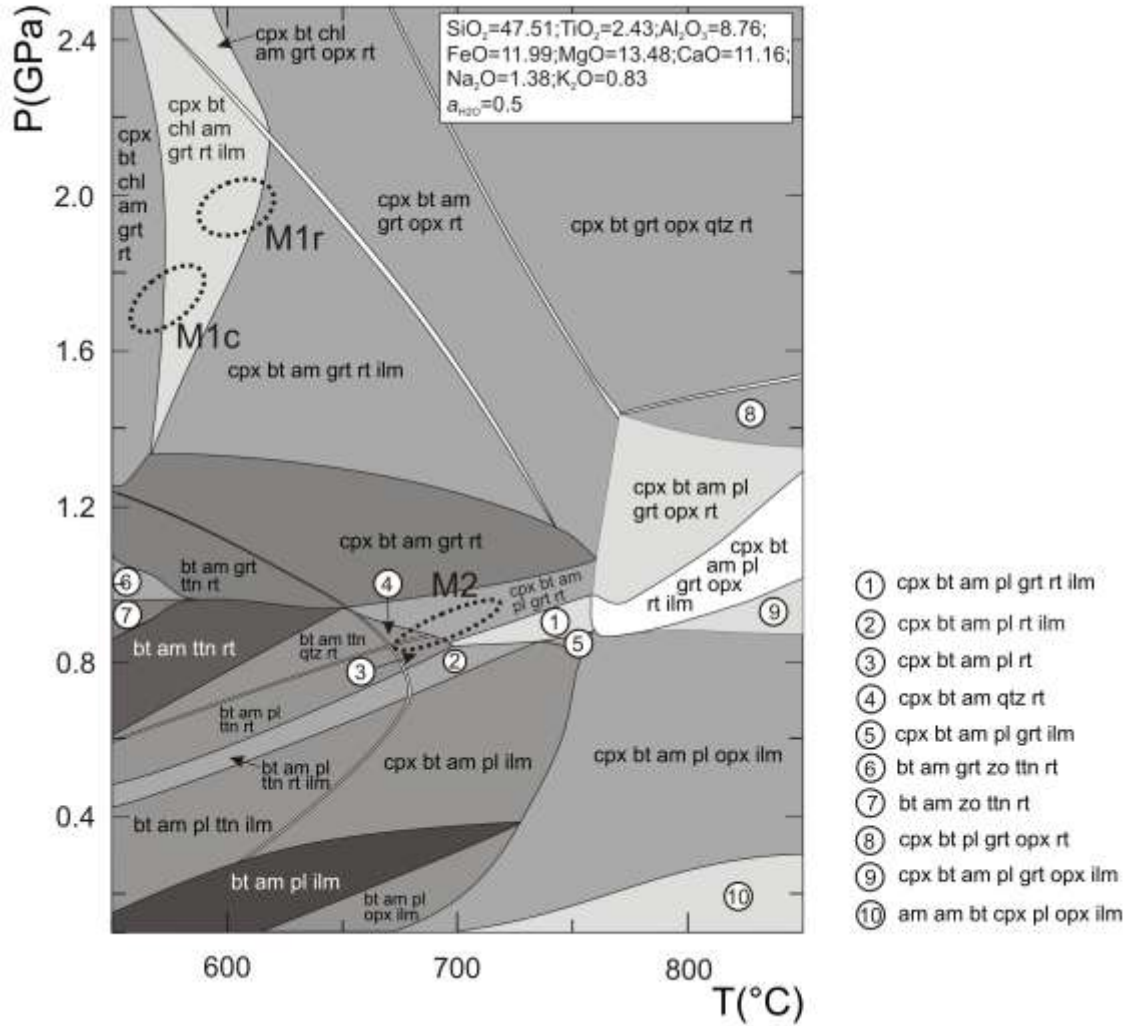 P(GPa)
2.4
2.0
1.6
1.2
0.8
0.4
600
700
800
T(°C)
SiO₂=47.51;TiO₂=2.43;Al₂O₃=8.76;
FeO=11.99;MgO=13.48;CaO=11.16;
Na₂O=1.38;K₂O=0.83
aH2O=0.5
cpx bt chl
am grt opx rt
cpx bt
chl am
grt rt ilm
cpx
bt
chl
am
grt
rt
M1r
M1c
cpx bt am
grt opx rt
cpx bt grt opx qtz rt
cpx bt am grt rt ilm
8
cpx bt am pl
grt opx rt
cpx bt
am pl
grt opx
rt ilm
9
cpx bt am grt rt
bt am grt
ttn rt
6
7
4
M2
cpx bt am
pl grt rt
1
5
bt am ttn rt
bt am ttn
qtz rt
3
2
bt am pl
ttn rt
bt am pl
ttn rt ilm
cpx bt am pl ilm
cpx bt am pl opx ilm
bt am pl ttn ilm
bt am pl ilm
bt am pl
opx ilm
10
1 cpx bt am pl grt rt ilm
2 cpx bt am pl rt ilm
3 cpx bt am pl rt
4 cpx bt am qtz rt
5 cpx bt am pl grt ilm
6 bt am grt zo ttn rt
7 bt am zo ttn rt
8 cpx bt pl grt opx rt
9 cpx bt am pl grt opx ilm
10 am am bt cpx pl opx ilm